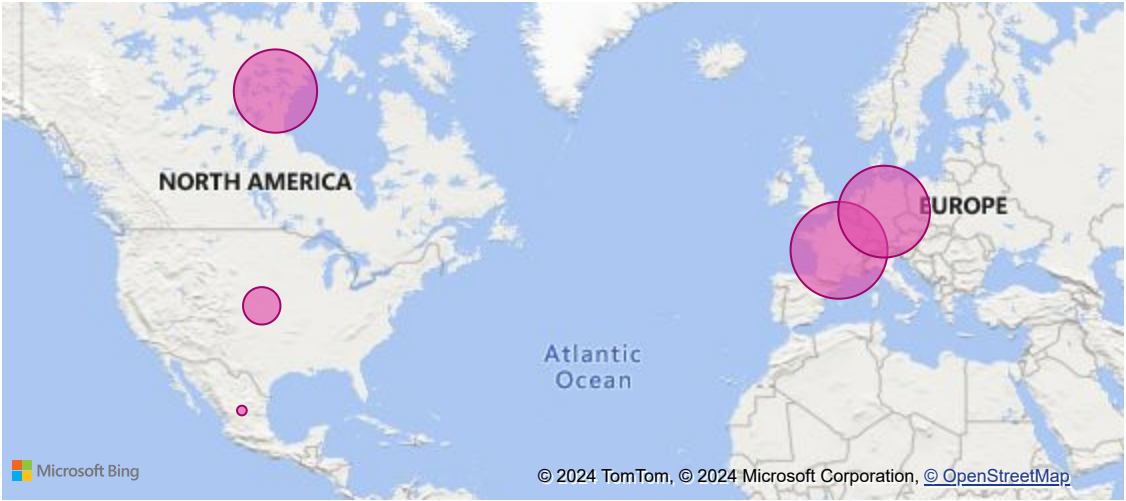 NORTH AMERICA
EUROPE
Atlantic
Ocean
Microsoft Bing
© 2024 TomTom, © 2024 Microsoft Corporation, © OpenStreetMap